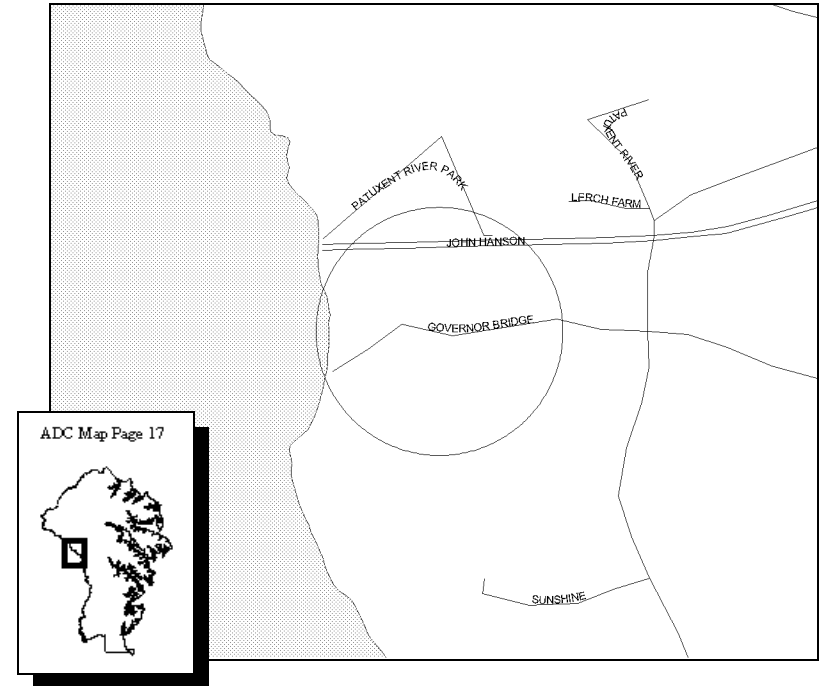 PATUXENT RIVER
PATUXENT RIVER PARK
LERCH FARM
JOHN HANSON
GOVERNOR BRIDGE
ADC Map Page 17
SUNSHINE